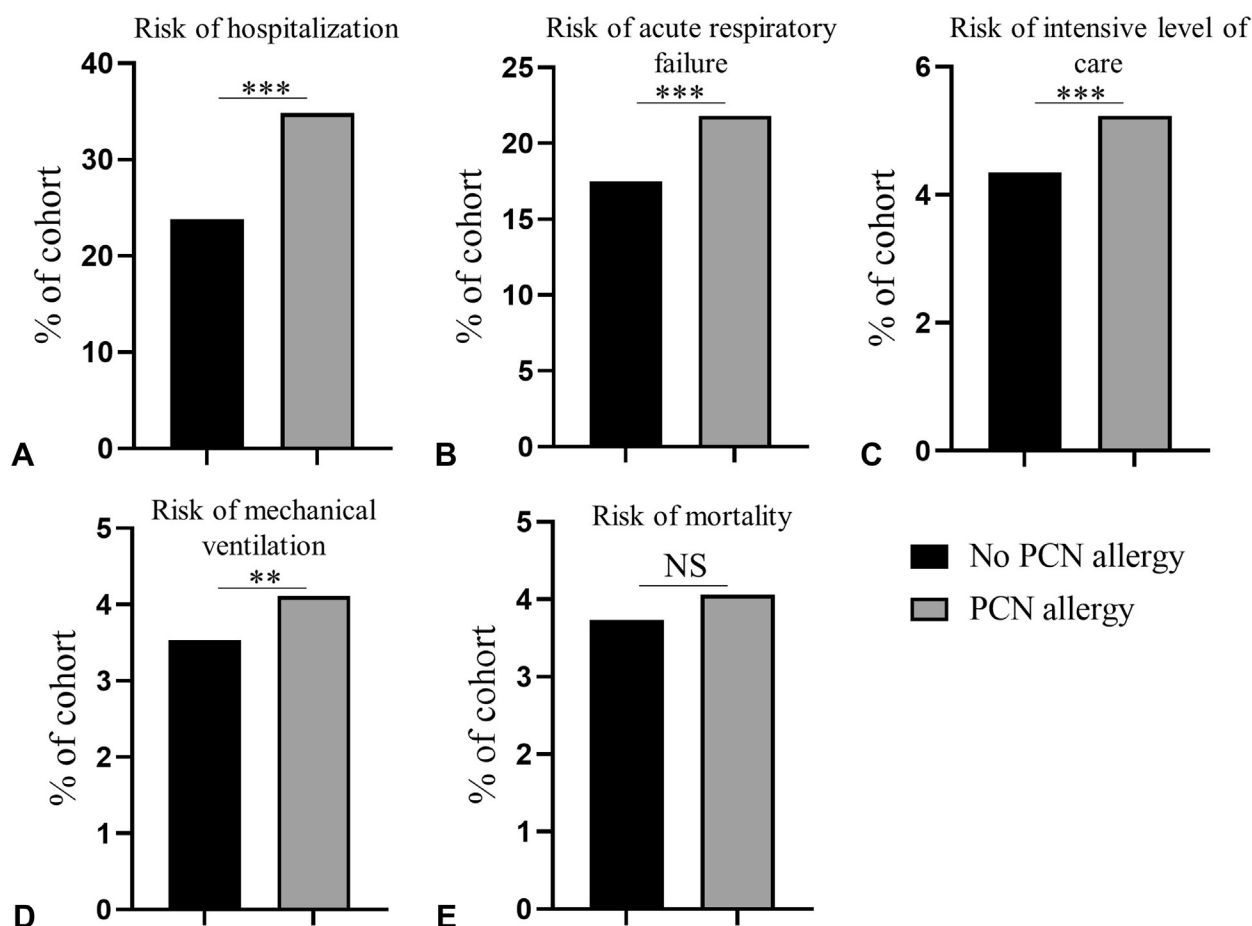 Risk of hospitalization
40
30
20
10
0
% of cohort
***
A
Risk of acute respiratory
failure
25
20
15
10
5
0
% of cohort
***
B
Risk of intensive level of
care
6
4
2
0
% of cohort
***
C
Risk of mechanical
ventilation
5
4
3
2
1
0
% of cohort
**
D
Risk of mortality
5
4
3
2
1
0
% of cohort
NS
E
No PCN allergy
PCN allergy